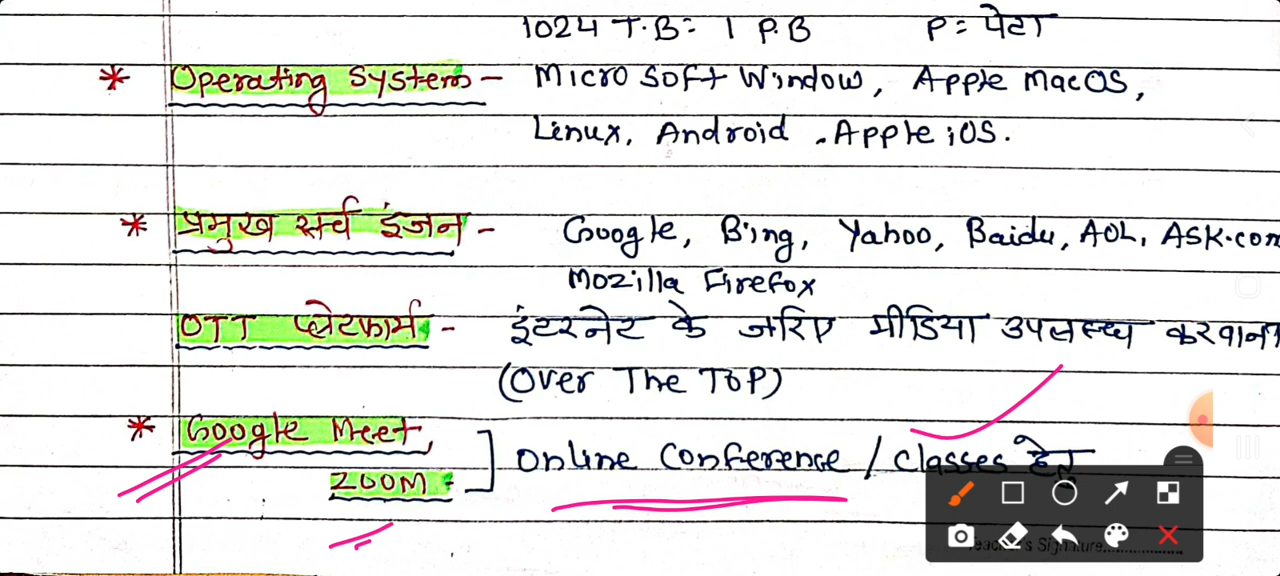 1024 T.B = 1 P.B P = पेटा
* Operating System - Microsoft Window, Apple MacOS,
Linux, Android, Apple iOS.
* प्रमुख सर्च इंजन - Google, Bing, Yahoo, Baidu, AOL, ASK.com
Mozilla Firefox
OTT प्लेटफार्म - इंटरनेट के जरिए मीडिया उपलब्ध करवाना
(Over The Top)
* Google Meet,
ZOOM - Online Conference / Classes हेतु